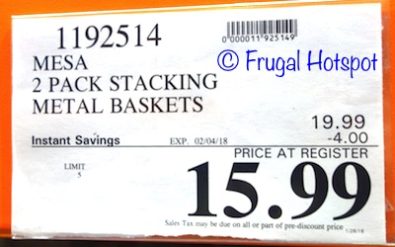 1192514
0000011925149
MESA
© Frugal Hotspot
2 PACK STACKING
METAL BASKETS
19.99
Instant Savings EXP. 02/04/18 -4.00
LIMIT
5
PRICE AT REGISTER
15.99
Sales Tax may be due on all or part of pre-discount price